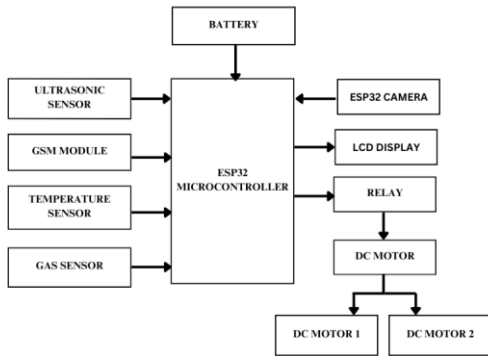 BATTERY
ULTRASONIC
SENSOR
GSM MODULE
TEMPERATURE
SENSOR
GAS SENSOR
ESP32
MICROCONTROLLER
ESP32 CAMERA
LCD DISPLAY
RELAY
DC MOTOR
DC MOTOR 1
DC MOTOR 2